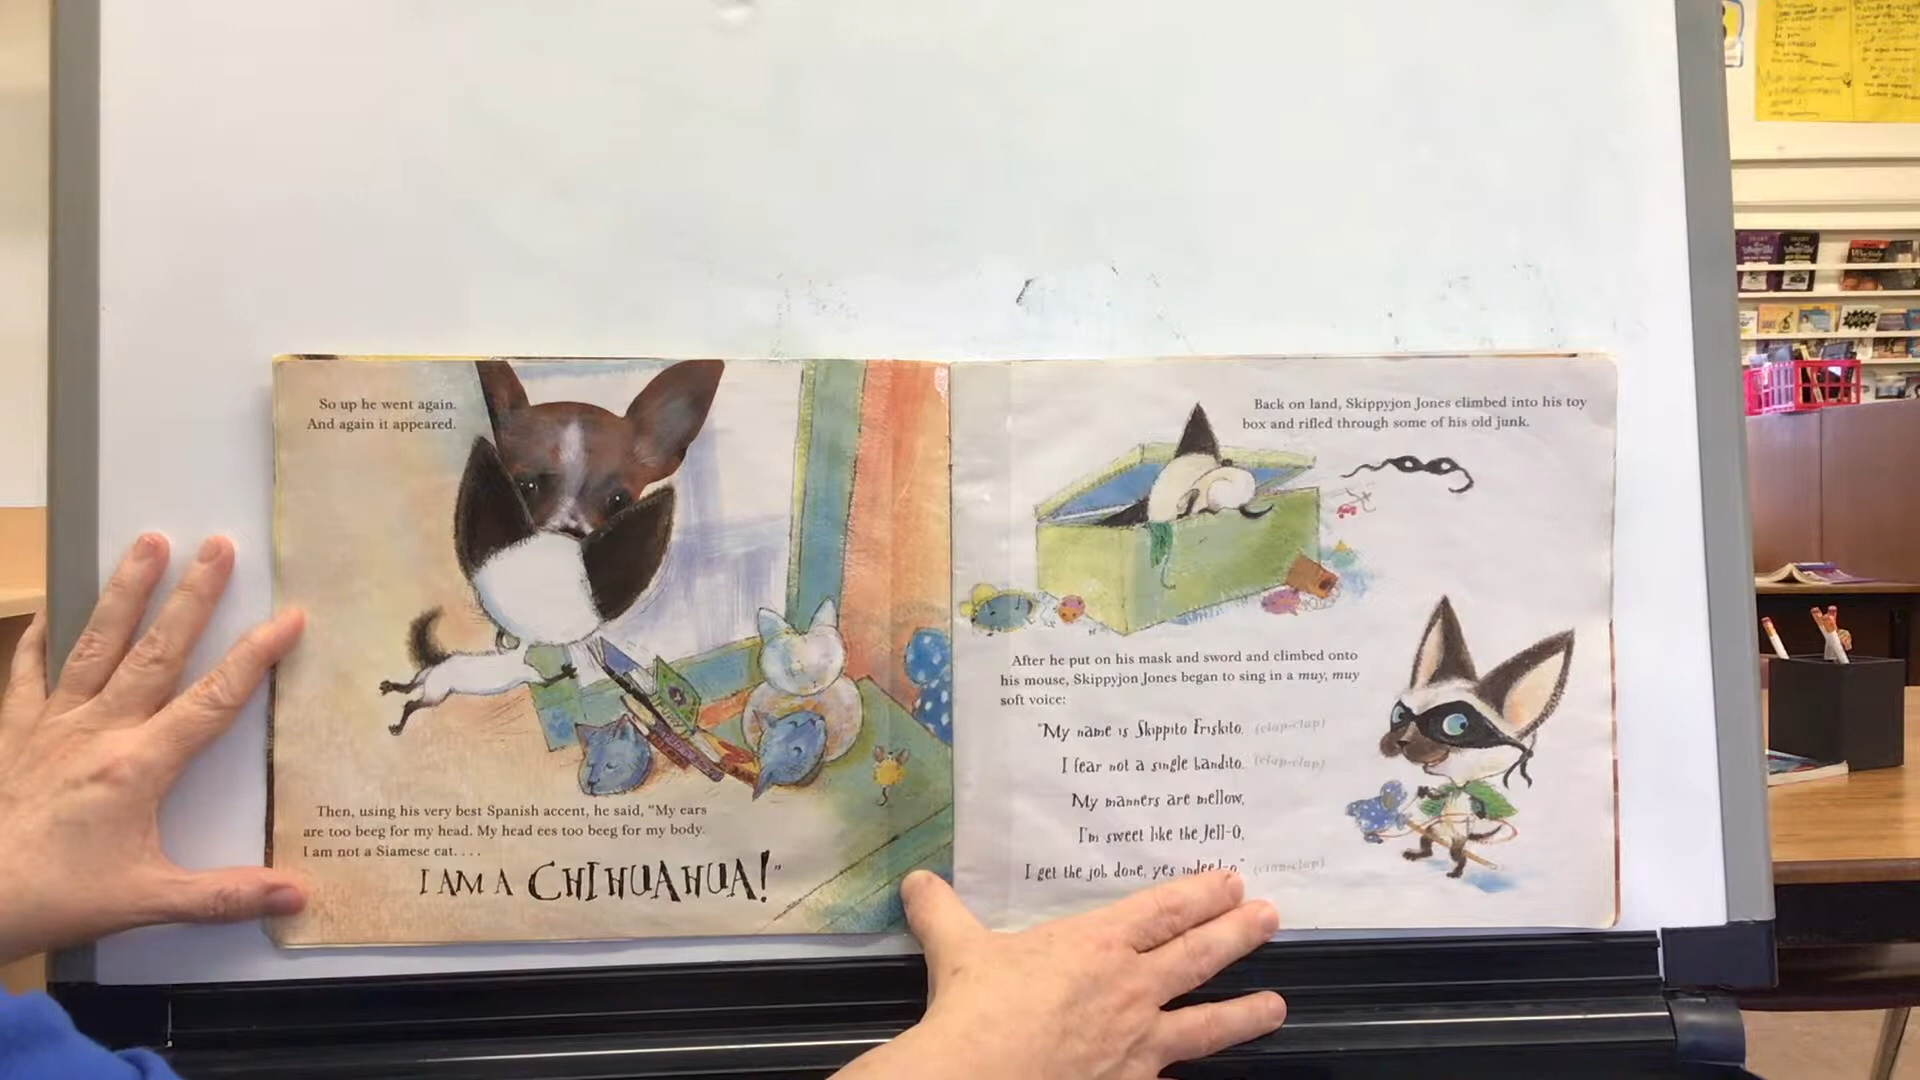 So up he went again.
And again it appeared.
Then, using his very best Spanish accent, he said, “My ears
are too beeg for my head. My head ees too beeg for my body.
I am not a Siamese cat. . . .
I AM A CHIHUAHUA!”
Back on land, Skippyjon Jones climbed into his toy
box and rifled through some of his old junk.
After he put on his mask and sword and climbed onto
his mouse, Skippyjon Jones began to sing in a muy, muy
soft voice:
“My name is Skippito Friskito. (clap-clap)
I fear not a single bandito. (clap-clap)
My manners are mellow,
I'm sweet like the Jell-O,
I get the job done, yes indeed-o.” (clap-clap)